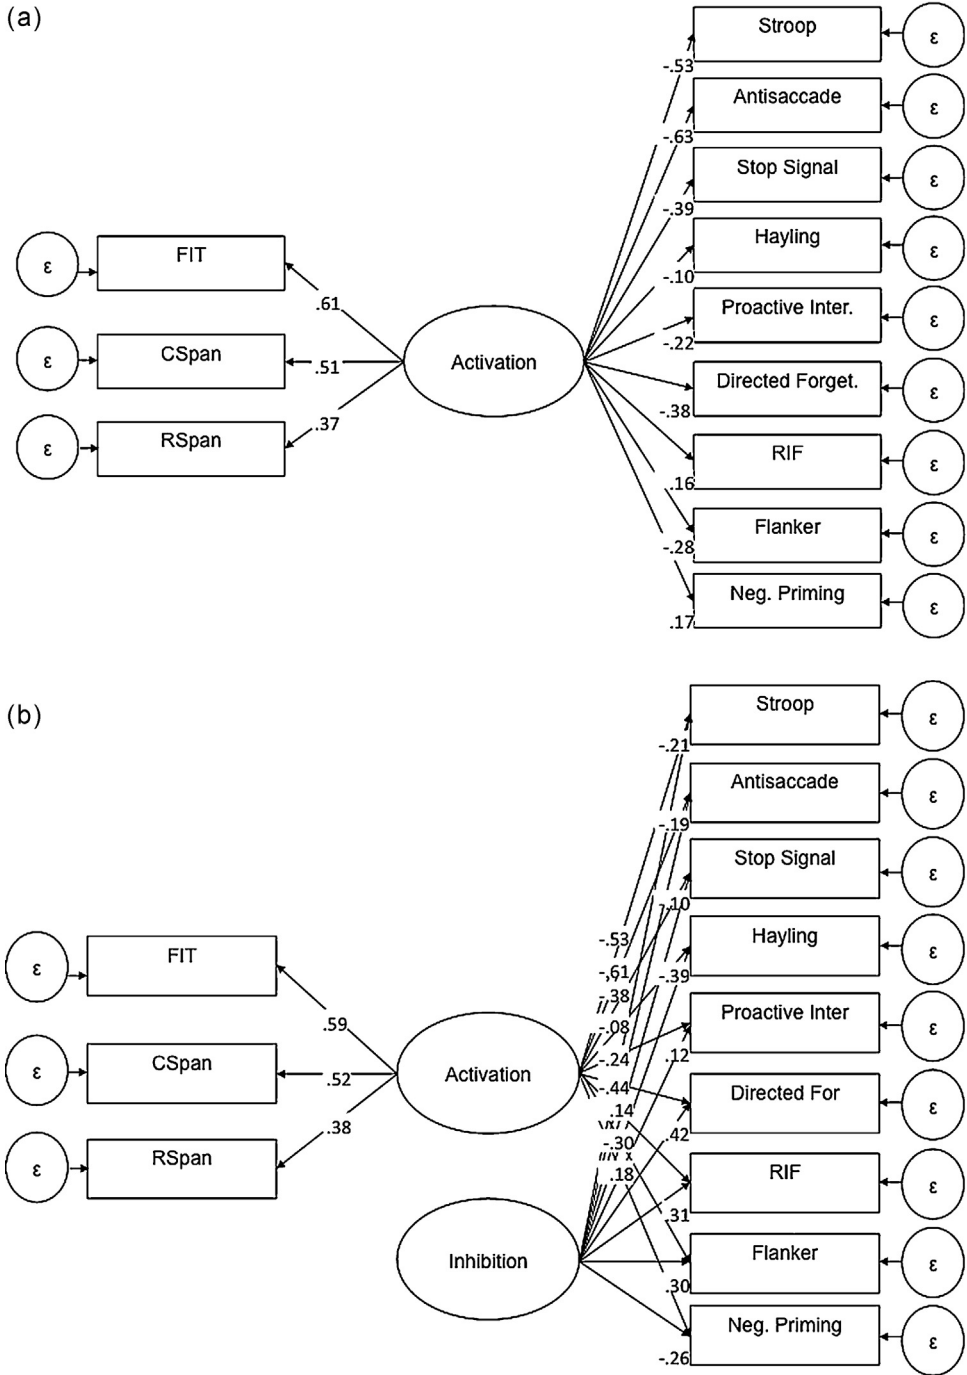 (a)
Stroop
ε
-.53
Antisaccade
ε
-.63
Stop Signal
ε
-.39
Hayling
ε
-.10
Proactive Inter.
ε
-.22
Directed Forget.
ε
-.38
RIF
ε
.16
Flanker
ε
-.28
Neg. Priming
ε
.17
ε
FIT
.61
ε
CSpan
.51
ε
RSpan
.37
Activation
(b)
Stroop
ε
-.21
Antisaccade
ε
-.19
Stop Signal
ε
-.10
Hayling
ε
-.39
Proactive Inter
ε
.12
Directed For
ε
.42
RIF
ε
.31
Flanker
ε
.30
Neg. Priming
ε
-.26
-.53
-.61
-.38
-.08
-.24
-.44
.14
-.30
.18
ε
FIT
.59
ε
CSpan
.52
ε
RSpan
.38
Activation
Inhibition